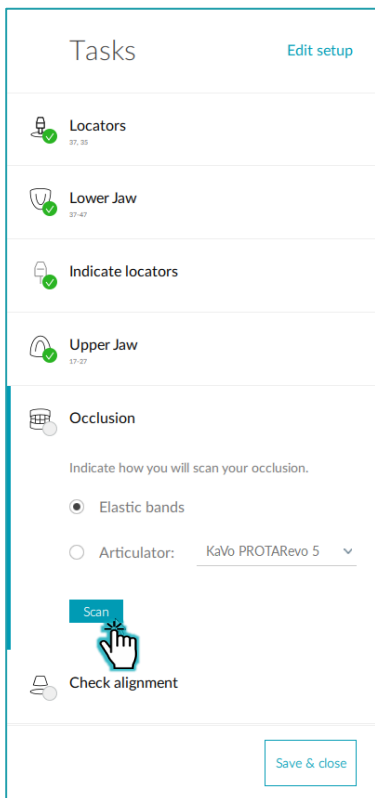 Tasks
Edit setup
Locators
37, 35
Lower Jaw
37-47
Indicate locators
Upper Jaw
17-27
Occlusion
Indicate how you will scan your occlusion.
Elastic bands
Articulator: KaVo PROTARevo 5
Scan
Check alignment
Save & close